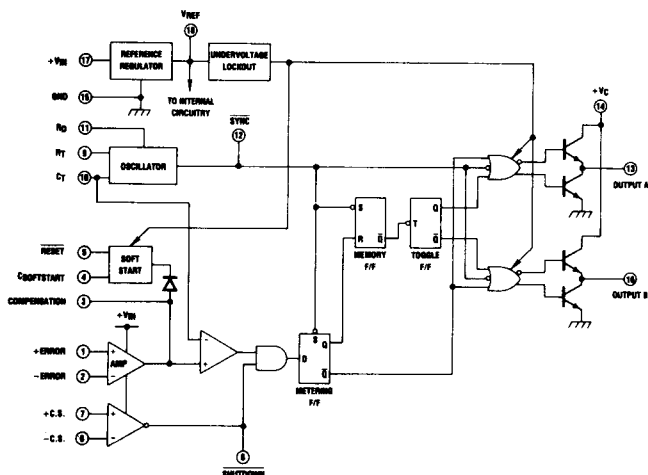 VREF
18
+VIN
17
REFERENCE
REGULATOR
UNDERVOLTAGE
LOCKOUT
GND
15
TO INTERNAL
CIRCUITRY
+VC
14
RD
11
SYNC
12
RT
9
OSCILLATOR
CT
10
13
OUTPUT A
S
R
Q̅
MEMORY
F/F
T
Q
Q̅
TOGGLE
F/F
RESET
5
SOFT
START
CSOFTSTART
4
COMPENSATION
3
16
OUTPUT B
+VIN
+ERROR
1
+
AMP
−ERROR
2
−
−
+
S
D
Q
Q̅
METERING
F/F
+C.S.
7
+
−C.S.
6
−
8
SHUTDOWN